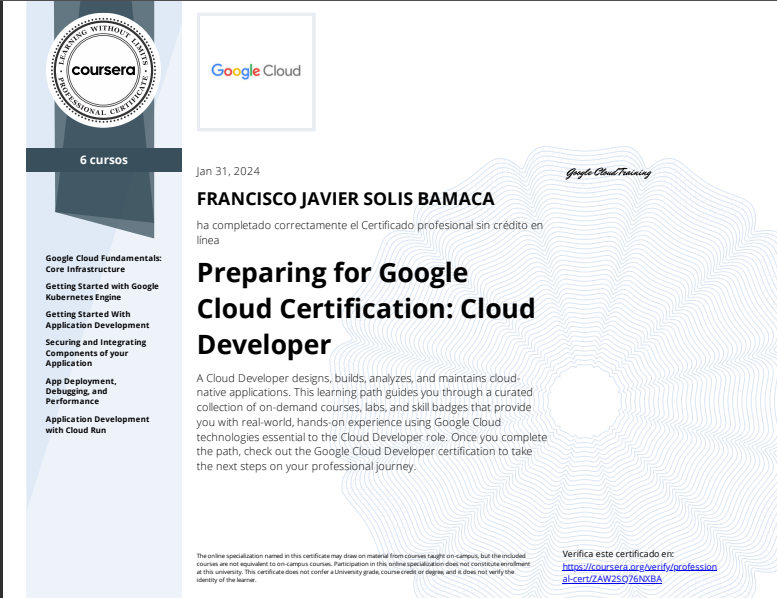 LEARNING WITHOUT LIMITS
coursera
PROFESSIONAL CERTIFICATE
6 cursos
Google Cloud Fundamentals:
Core Infrastructure
Getting Started with Google
Kubernetes Engine
Getting Started With
Application Development
Securing and Integrating
Components of your
Application
App Deployment,
Debugging, and
Performance
Application Development
with Cloud Run
Google Cloud
Jan 31, 2024
FRANCISCO JAVIER SOLIS BAMACA
ha completado correctamente el Certificado profesional sin crédito en
línea
Preparing for Google
Cloud Certification: Cloud
Developer
A Cloud Developer designs, builds, analyzes, and maintains cloud-
native applications. This learning path guides you through a curated
collection of on-demand courses, labs, and skill badges that provide
you with real-world, hands-on experience using Google Cloud
technologies essential to the Cloud Developer role. Once you complete
the path, check out the Google Cloud Developer certification to take
the next steps on your professional journey.
Google Cloud Training
The online specialization named in this certificate may draw on material from courses taught on-campus, but the included
courses are not equivalent to on-campus courses. Participation in this online specialization does not constitute enrollment
at this university. This certificate does not confer a University grade, course credit or degree, and it does not verify the
identity of the learner.
Verifica este certificado en:
https://coursera.org/verify/profession
al-cert/ZAW2SQ76NXBA